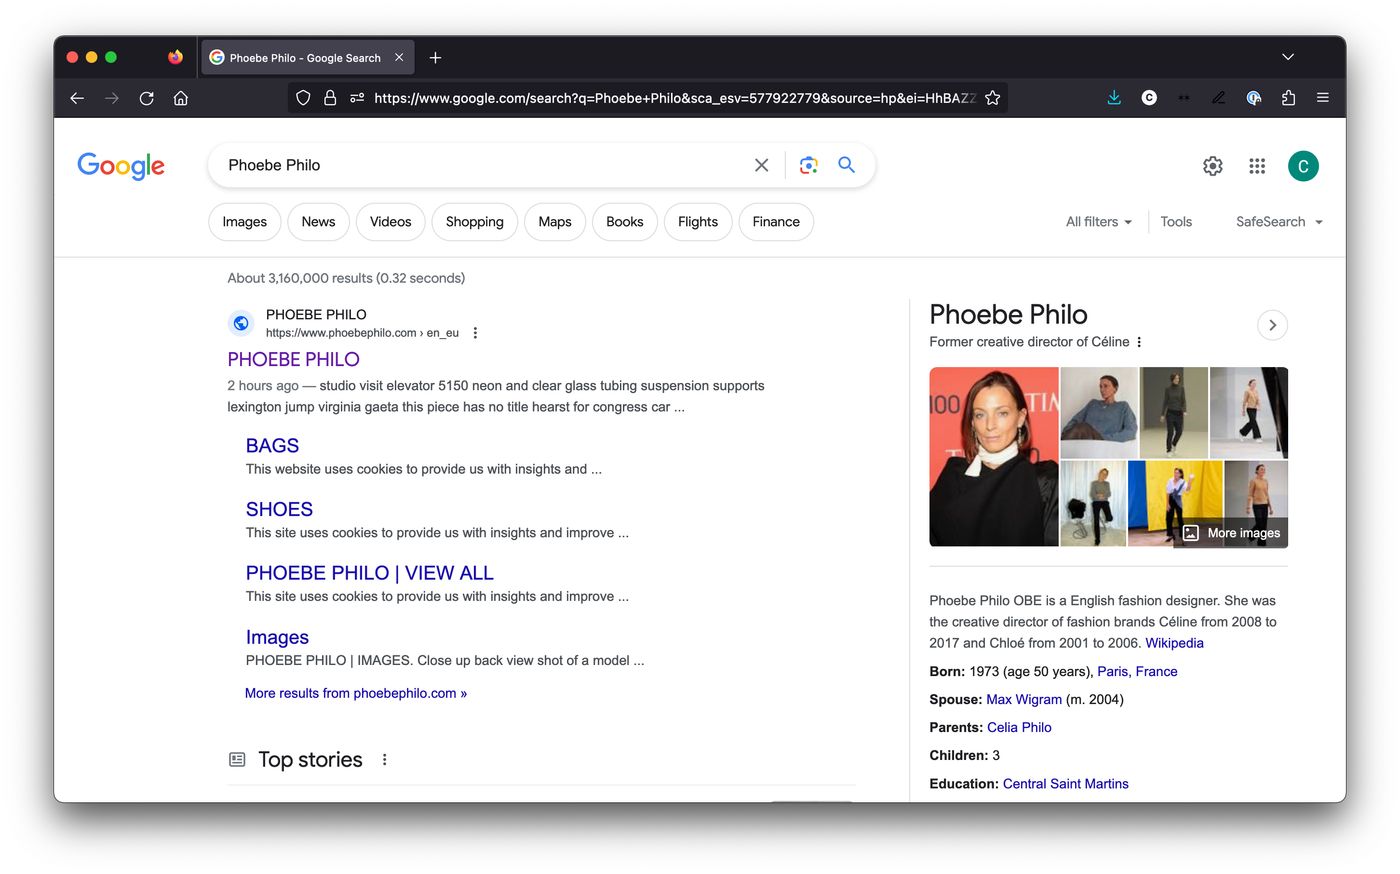 Phoebe Philo - Google Search
https://www.google.com/search?q=Phoebe+Philo&sca_esv=577922779&source=hp&ei=HhBAZZ
C
Google
Phoebe Philo
C
Images
News
Videos
Shopping
Maps
Books
Flights
Finance
All filters
Tools
SafeSearch
About 3,160,000 results (0.32 seconds)
PHOEBE PHILO
https://www.phoebephilo.com › en_eu
PHOEBE PHILO
2 hours ago — studio visit elevator 5150 neon and clear glass tubing suspension supports
lexington jump virginia gaeta this piece has no title hearst for congress car ...
BAGS
This website uses cookies to provide us with insights and ...
SHOES
This site uses cookies to provide us with insights and improve ...
PHOEBE PHILO | VIEW ALL
This site uses cookies to provide us with insights and improve ...
Images
PHOEBE PHILO | IMAGES. Close up back view shot of a model ...
More results from phoebephilo.com »
Top stories
Phoebe Philo
Former creative director of Céline
100
TIM
More images
Phoebe Philo OBE is a English fashion designer. She was
the creative director of fashion brands Céline from 2008 to
2017 and Chloé from 2001 to 2006. Wikipedia
Born: 1973 (age 50 years), Paris, France
Spouse: Max Wigram (m. 2004)
Parents: Celia Philo
Children: 3
Education: Central Saint Martins